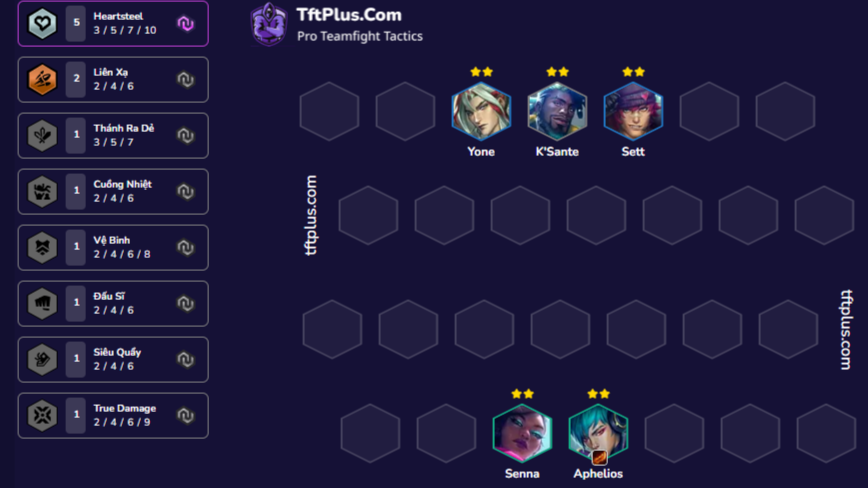 5
Heartsteel
3 / 5 / 7 / 10
2
Liên Xạ
2 / 4 / 6
1
Thánh Ra Dẻ
3 / 5 / 7
1
Cuồng Nhiệt
2 / 4 / 6
1
Vệ Binh
2 / 4 / 6 / 8
1
Đấu Sĩ
2 / 4 / 6
1
Siêu Quẩy
2 / 4 / 6
1
True Damage
2 / 4 / 6 / 9
TftPlus.Com
Pro Teamfight Tactics
Yone
K'Sante
Sett
tftplus.com
tftplus.com
Senna
Aphelios